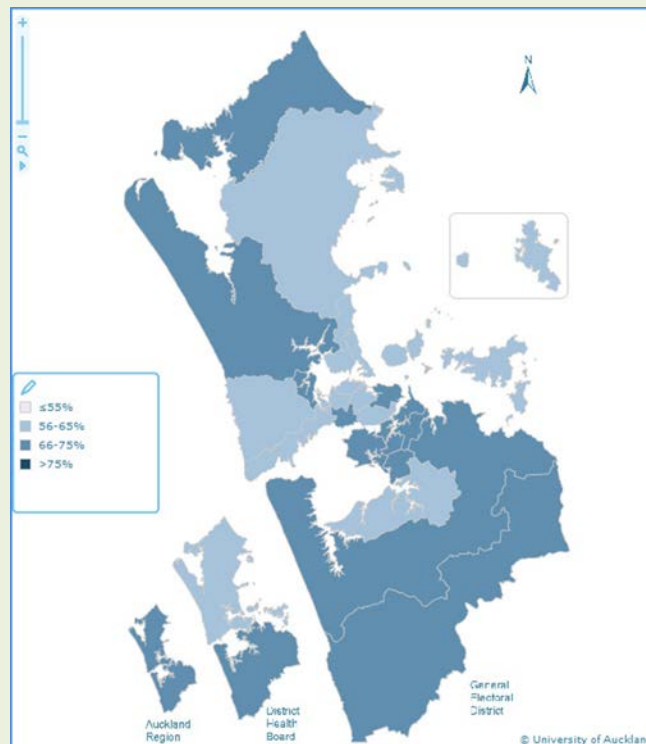 N
≤55%
56-65%
66-75%
>75%
Auckland
Region
District
Health
Board
General
Electoral
District
© University of Aucklan